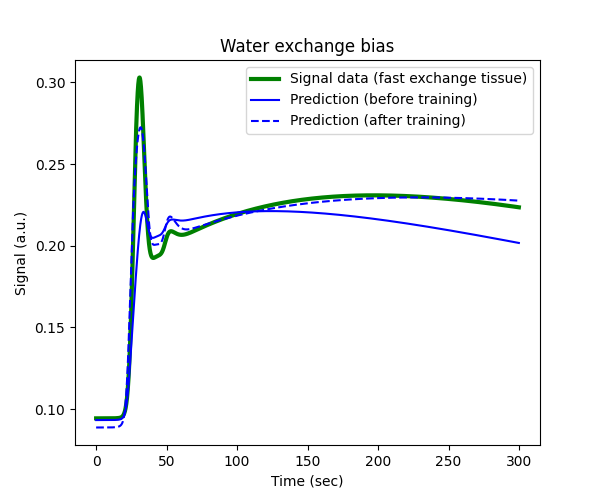 Water exchange bias
Signal data (fast exchange tissue)
Prediction (before training)
Prediction (after training)
0.30
0.25
0.20
0.15
0.10
Signal (a.u.)
0 50 100 150 200 250 300
Time (sec)